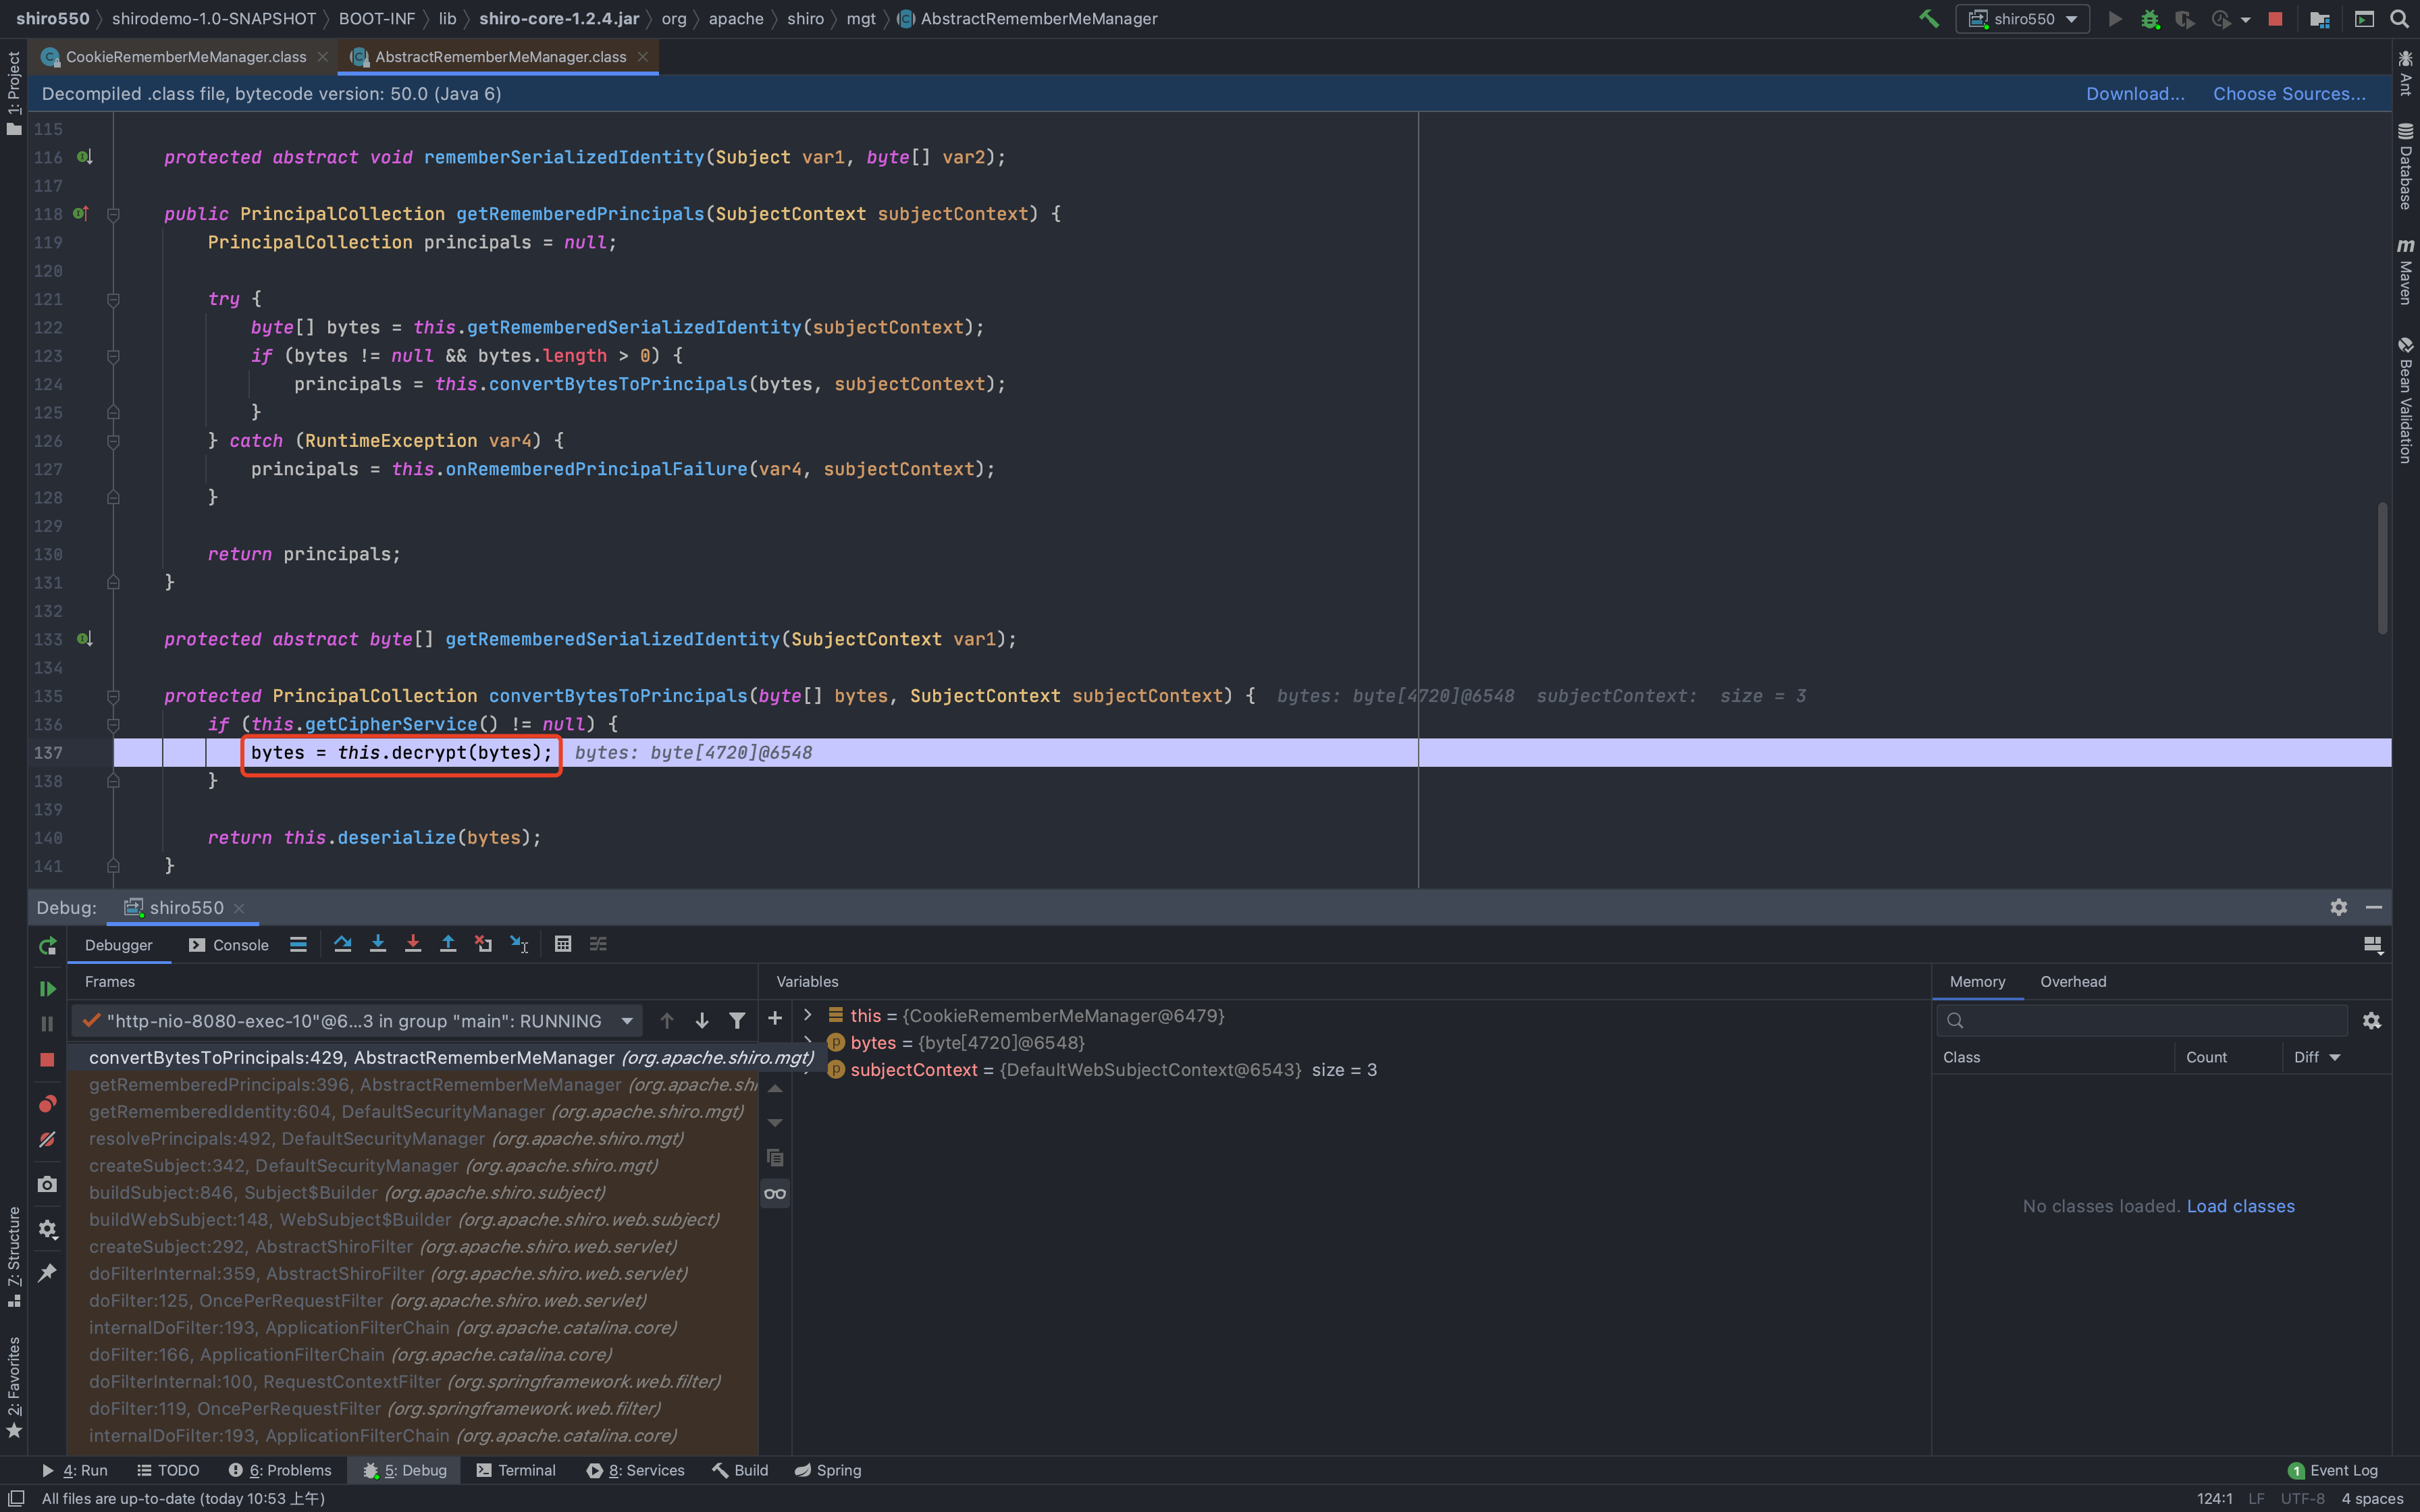 shiro550 shirodemo-1.0-SNAPSHOT BOOT-INF lib shiro-core-1.2.4.jar org apache shiro mgt AbstractRememberMeManager
shiro550
CookieRememberMeManager.class AbstractRememberMeManager.class
Decompiled .class file, bytecode version: 50.0 (Java 6) Download... Choose Sources...
115
116 protected abstract void rememberSerializedIdentity(Subject var1, byte[] var2);
117
118 public PrincipalCollection getRememberedPrincipals(SubjectContext subjectContext) {
119 PrincipalCollection principals = null;
120
121 try {
122 byte[] bytes = this.getRememberedSerializedIdentity(subjectContext);
123 if (bytes != null && bytes.length > 0) {
124 principals = this.convertBytesToPrincipals(bytes, subjectContext);
125 }
126 } catch (RuntimeException var4) {
127 principals = this.onRememberedPrincipalFailure(var4, subjectContext);
128 }
129
130 return principals;
131 }
132
133 protected abstract byte[] getRememberedSerializedIdentity(SubjectContext var1);
134
135 protected PrincipalCollection convertBytesToPrincipals(byte[] bytes, SubjectContext subjectContext) { bytes: byte[4720]@6548 subjectContext: size = 3
136 if (this.getCipherService() != null) {
137 bytes = this.decrypt(bytes); bytes: byte[4720]@6548
138 }
139
140 return this.deserialize(bytes);
141 }
1: Project
7: Structure
2: Favorites
Ant
Database
m Maven
Bean Validation
Debug: shiro550
Debugger Console
Frames
"http-nio-8080-exec-10"@6...3 in group "main": RUNNING
convertBytesToPrincipals:429, AbstractRememberMeManager (org.apache.shiro.mgt)
getRememberedPrincipals:396, AbstractRememberMeManager (org.apache.shi
getRememberedIdentity:604, DefaultSecurityManager (org.apache.shiro.mgt)
resolvePrincipals:492, DefaultSecurityManager (org.apache.shiro.mgt)
createSubject:342, DefaultSecurityManager (org.apache.shiro.mgt)
buildSubject:846, Subject$Builder (org.apache.shiro.subject)
buildWebSubject:148, WebSubject$Builder (org.apache.shiro.web.subject)
createSubject:292, AbstractShiroFilter (org.apache.shiro.web.servlet)
doFilterInternal:359, AbstractShiroFilter (org.apache.shiro.web.servlet)
doFilter:125, OncePerRequestFilter (org.apache.shiro.web.servlet)
internalDoFilter:193, ApplicationFilterChain (org.apache.catalina.core)
doFilter:166, ApplicationFilterChain (org.apache.catalina.core)
doFilterInternal:100, RequestContextFilter (org.springframework.web.filter)
doFilter:119, OncePerRequestFilter (org.springframework.web.filter)
internalDoFilter:193, ApplicationFilterChain (org.apache.catalina.core)
Variables
this = {CookieRememberMeManager@6479}
p bytes = {byte[4720]@6548}
p subjectContext = {DefaultWebSubjectContext@6543} size = 3
Memory Overhead
Class Count Diff
No classes loaded. Load classes
4: Run TODO 6: Problems 5: Debug Terminal 8: Services Build Spring 1 Event Log
All files are up-to-date (today 10:53 上午) 124:1 LF UTF-8 4 spaces